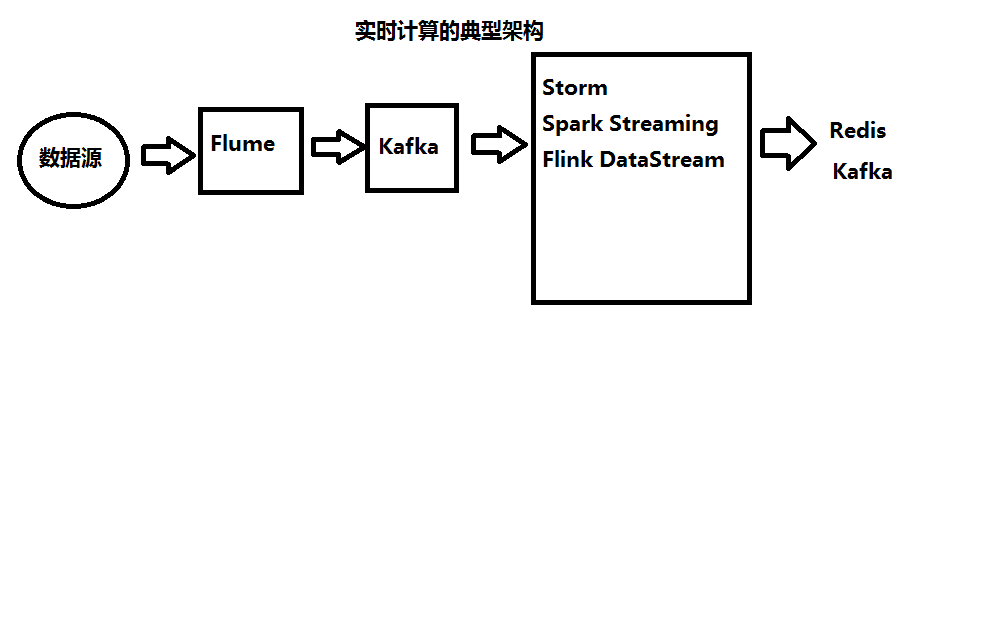 实时计算的典型架构
数据源
Flume
Kafka
Storm
Spark Streaming
Flink DataStream
Redis
Kafka